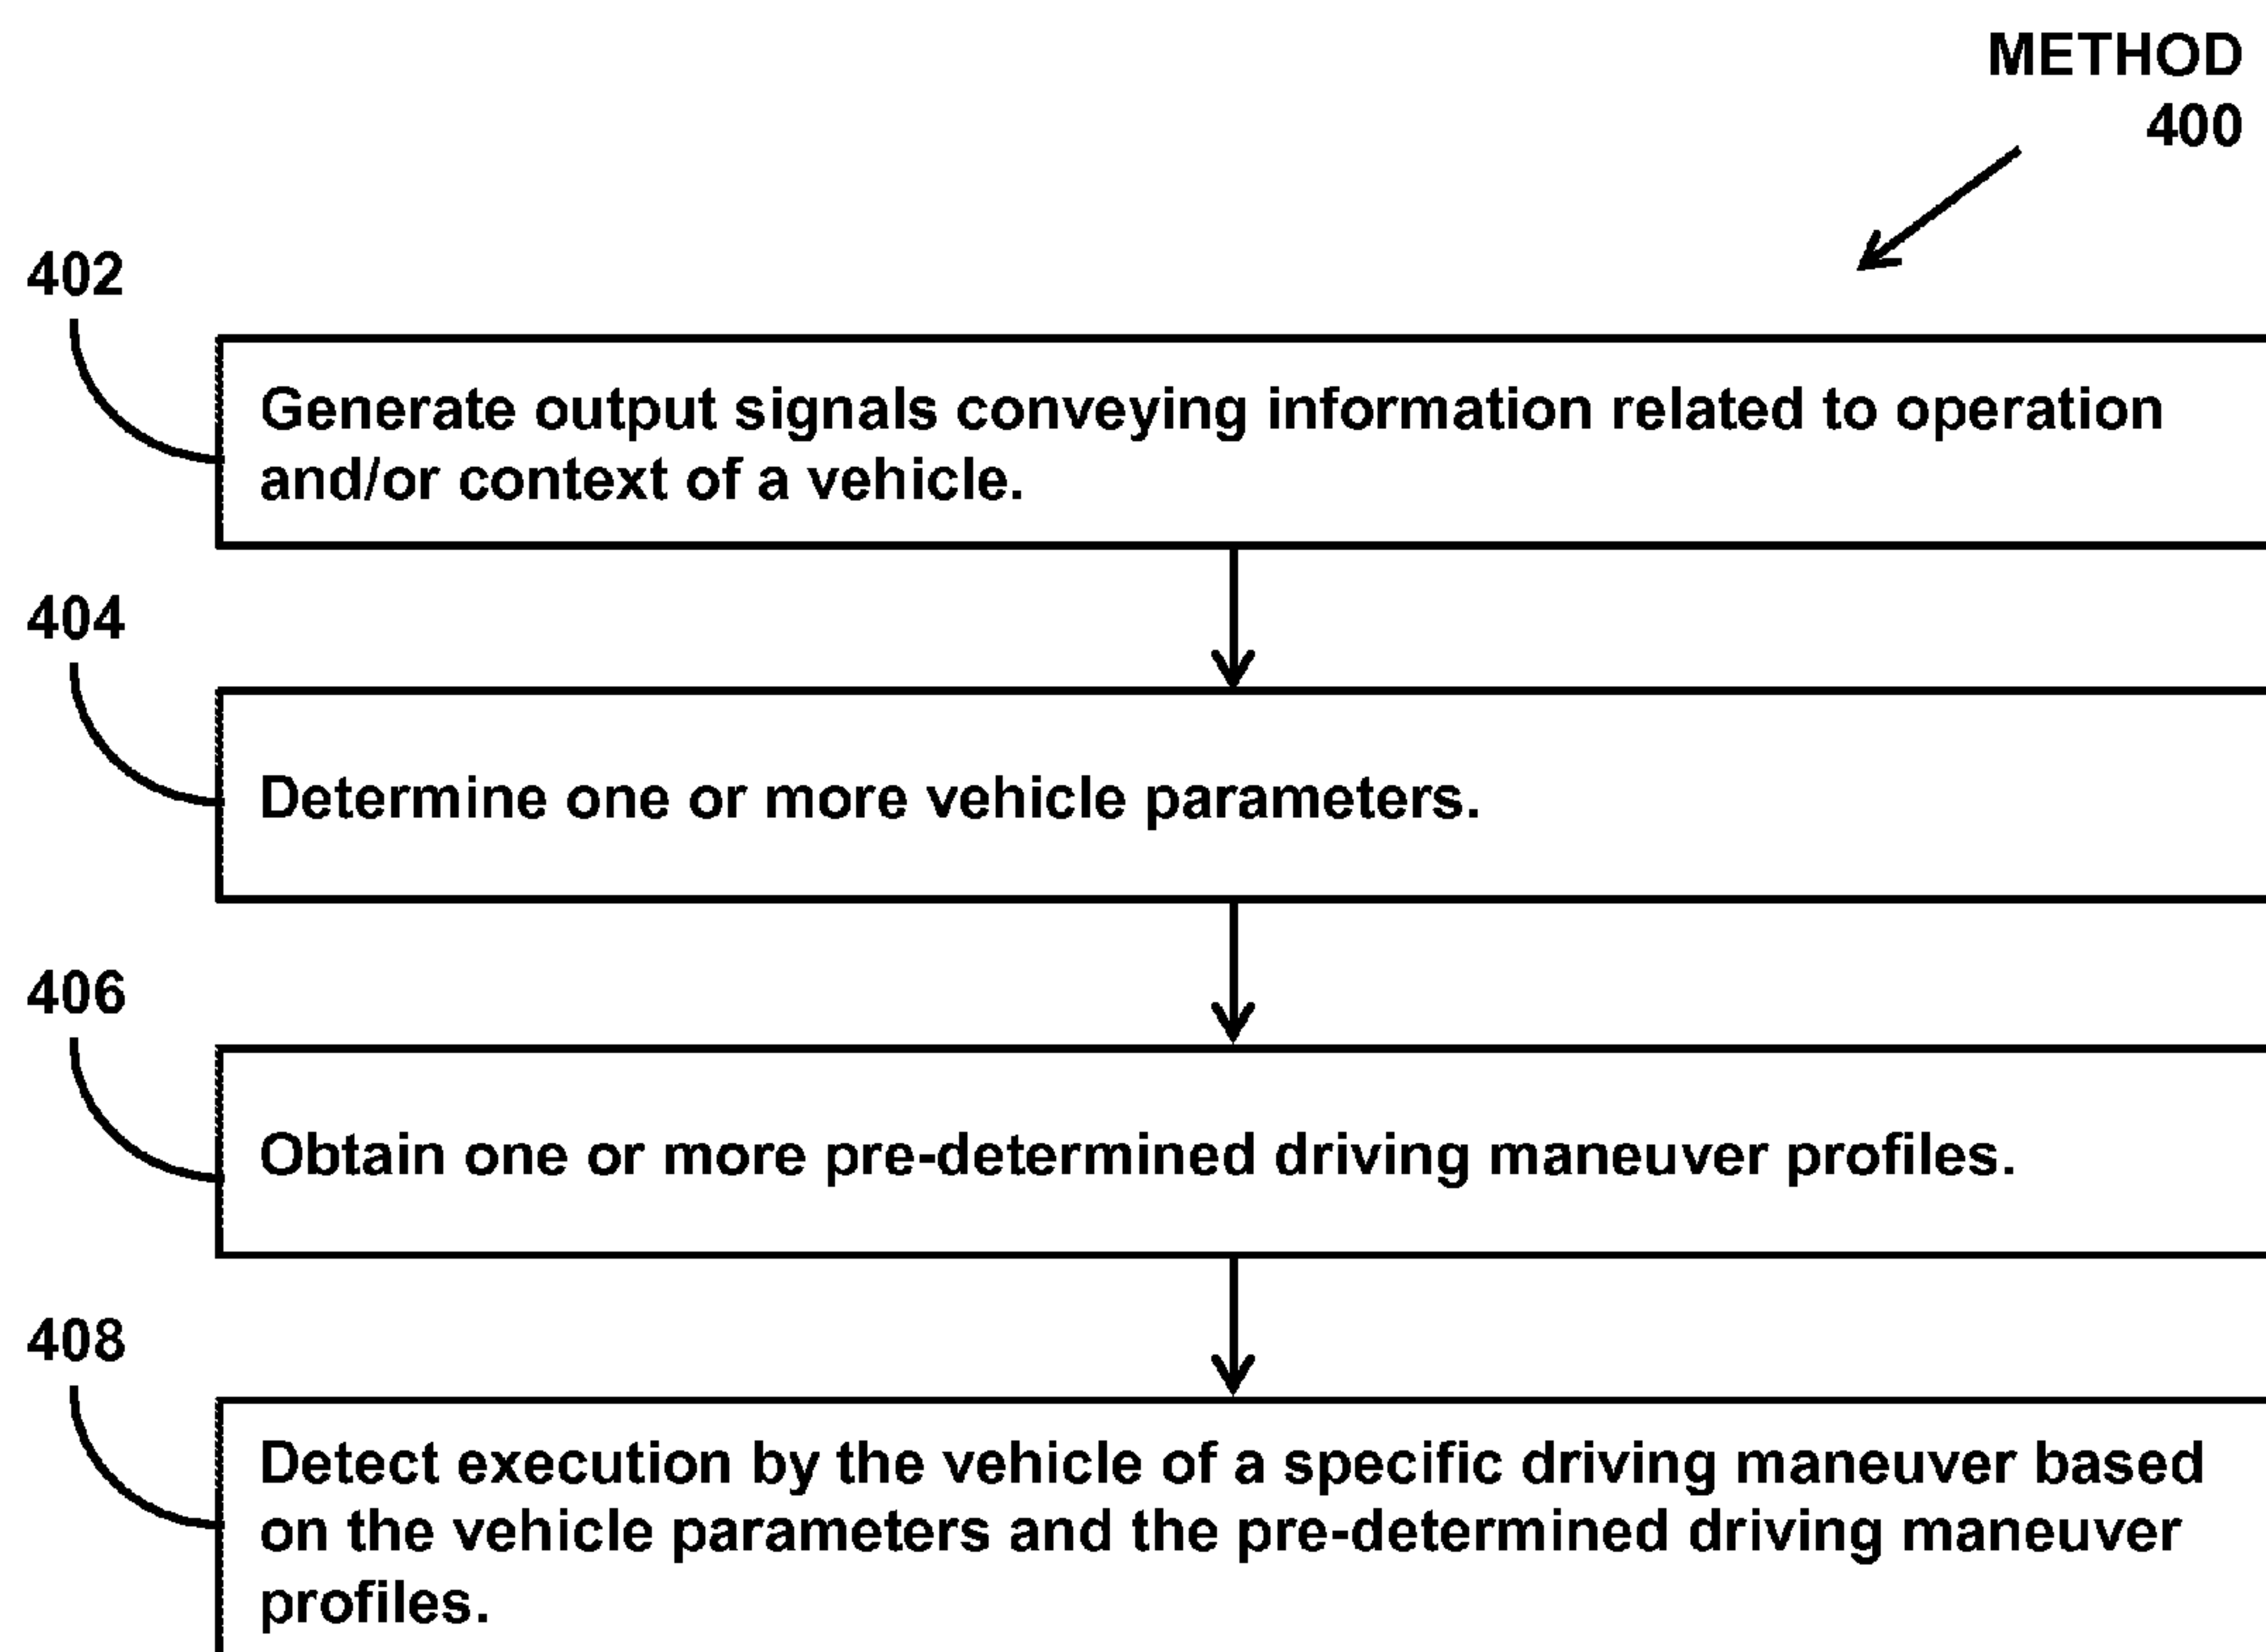 METHOD
400
402
Generate output signals conveying information related to operation
and/or context of a vehicle.
404
Determine one or more vehicle parameters.
406
Obtain one or more pre-determined driving maneuver profiles.
408
Detect execution by the vehicle of a specific driving maneuver based
on the vehicle parameters and the pre-determined driving maneuver
profiles.